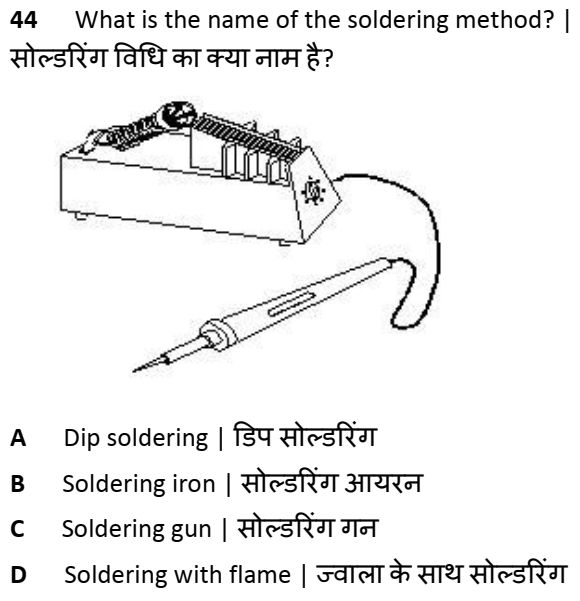 44 What is the name of the soldering method? |
सोल्डरिंग विधि का क्या नाम है?
A Dip soldering | डिप सोल्डरिंग
B Soldering iron | सोल्डरिंग आयरन
C Soldering gun | सोल्डरिंग गन
D Soldering with flame | ज्वाला के साथ सोल्डरिंग